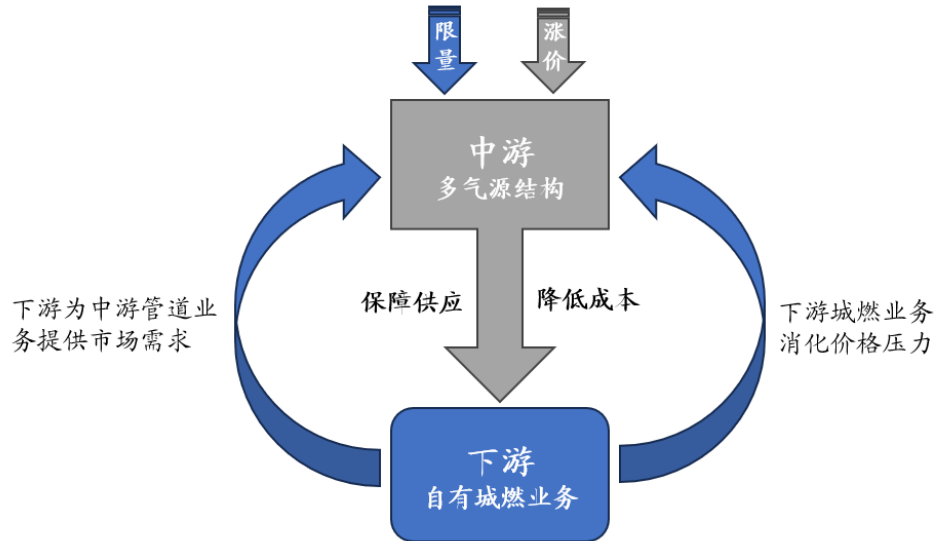 限量
涨价
中游
多气源结构
保障供应
降低成本
下游为中游管道业
务提供市场需求
下游城燃业务
消化价格压力
下游
自有城燃业务